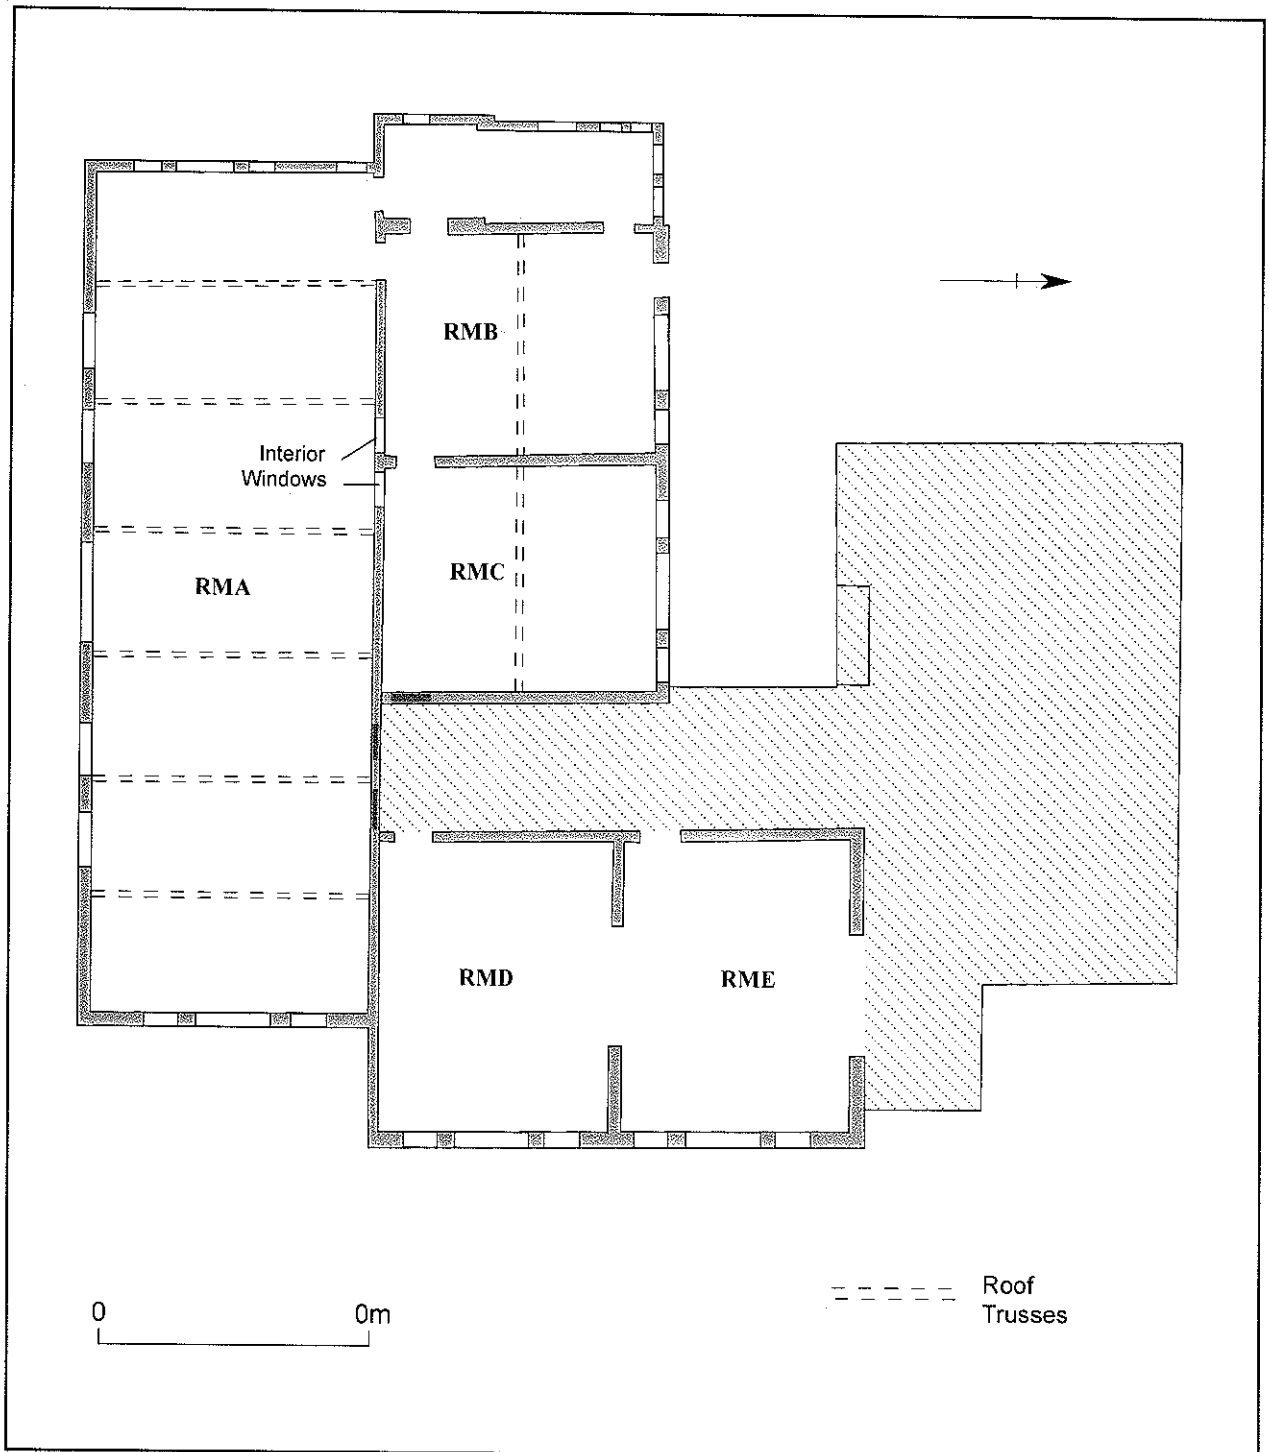 RMB
Interior
Windows
RMC
RMA
RMD
RME
0 0m
Roof
Trusses